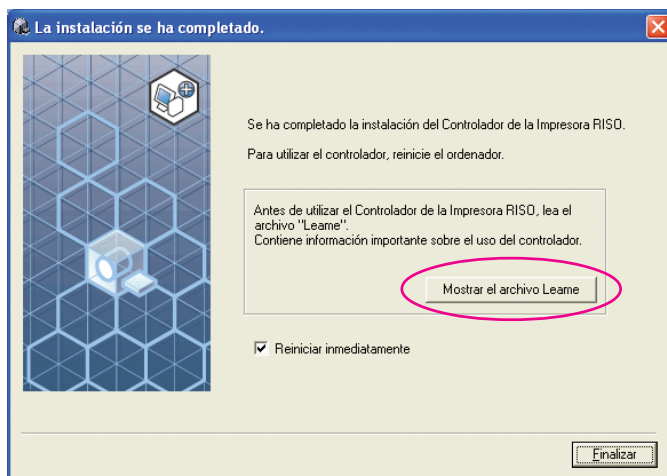 La instalación se ha completado.
Se ha completado la instalación del Controlador de la Impresora RISO.
Para utilizar el controlador, reinicie el ordenador.
Antes de utilizar el Controlador de la Impresora RISO, lea el
archivo "Leame".
Contiene información importante sobre el uso del controlador.
Mostrar el archivo Leame
Reiniciar inmediatamente
Finalizar